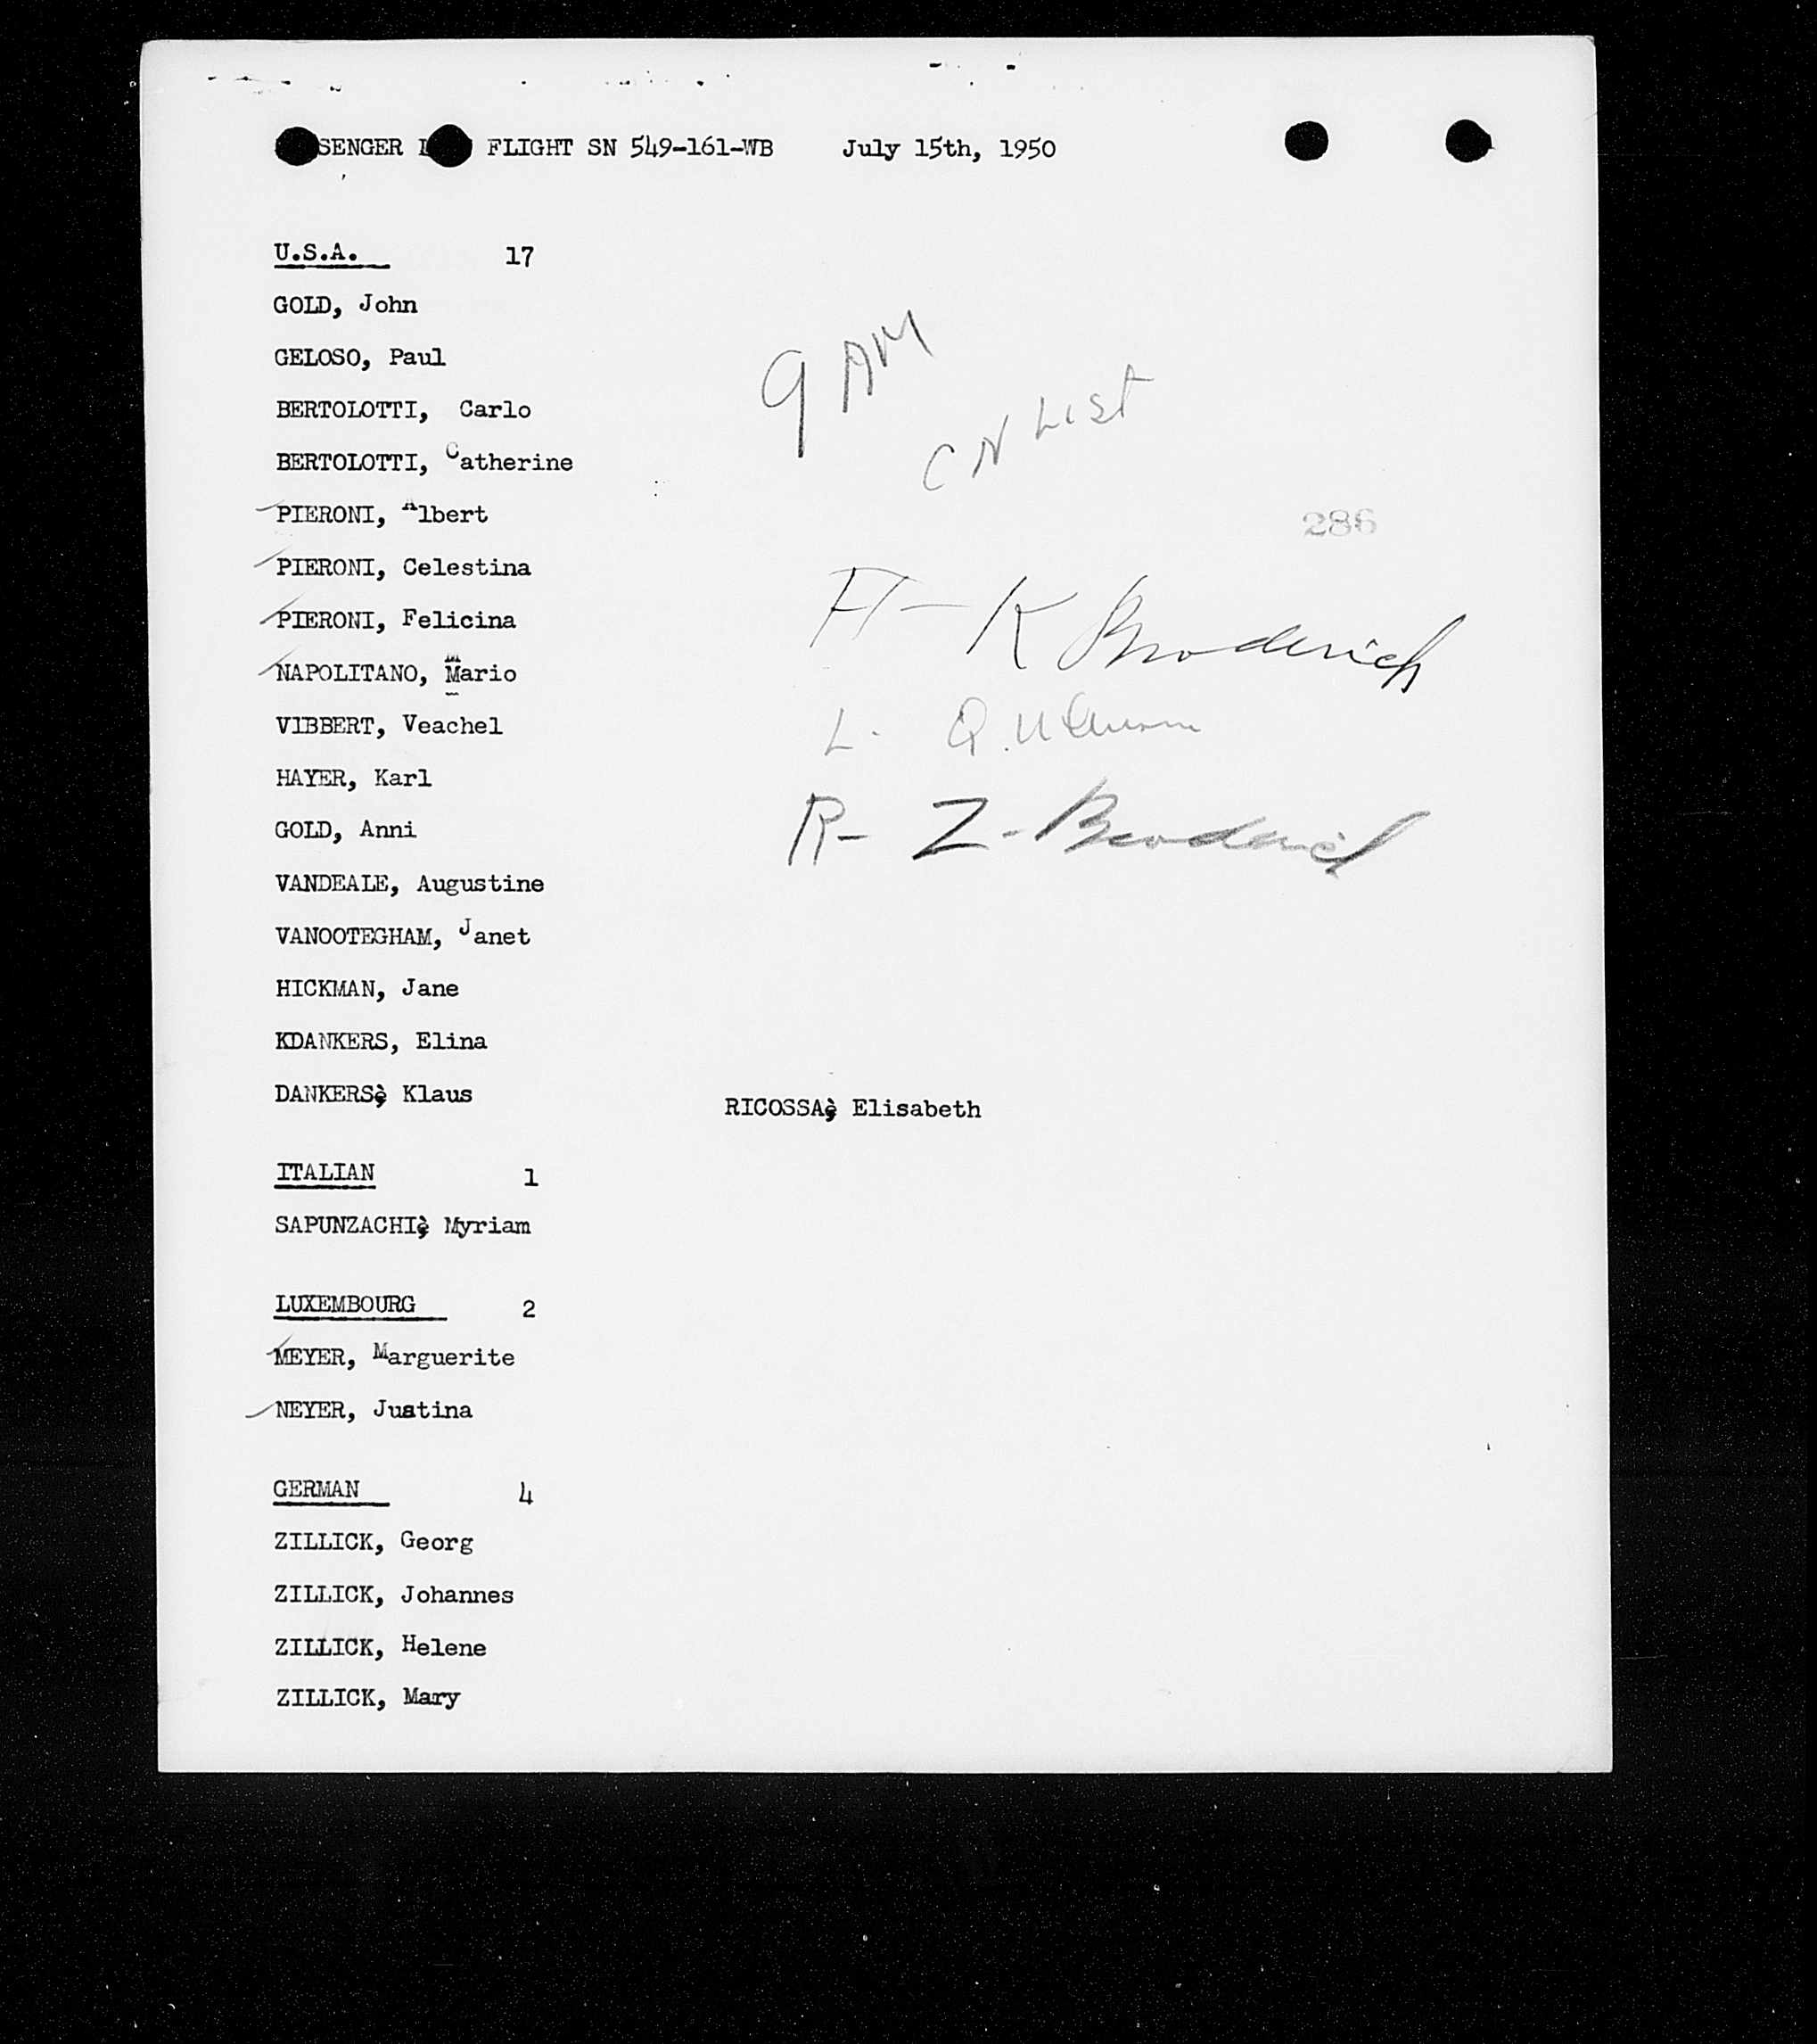 SENGER L FLIGHT SN 549-161-WB July 15th, 1950
U.S.A. 17
GOLD, John
GELOSO, Paul
BERTOLOTTI, Carlo
BERTOLOTTI, Catherine
PIERONI, Albert
PIERONI, Celestina
PIERONI, Felicina
NAPOLITANO, Mario
VIBBERT, Veachel
HAYER, Karl
GOLD, Anni
VANDEALE, Augustine
VANOOTEGHAM, Janet
HICKMAN, Jane
KDANKERS, Elina
DANKERS, Klaus
RICOSSA, Elisabeth
ITALIAN 1
SAPUNZACHI, Myriam
LUXEMBOURG 2
MEYER, Marguerite
NEYER, Justina
GERMAN 4
ZILLICK, Georg
ZILLICK, Johannes
ZILLICK, Helene
ZILLICK, Mary
9 AM
CN LIST
286
K Broderick
L.
R- Z-Broderick